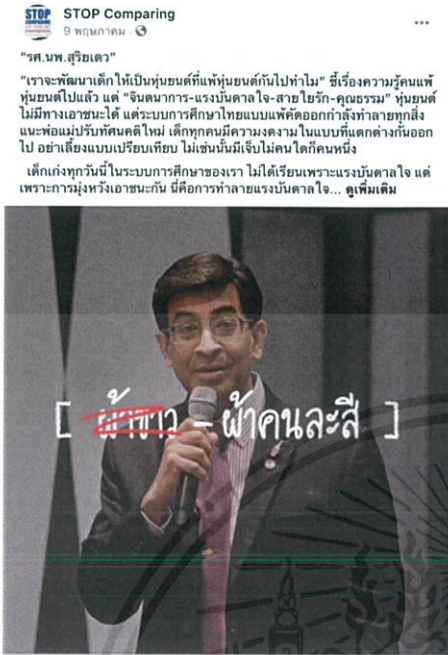 STOP
COMPARING
STOP Comparing
9 พฤษภาคม ·
"รศ.นพ.สุริยเดว"
"เราจะพัฒนาเด็กให้เป็นหุ่นยนต์ที่แพ้หุ่นยนต์กันไปทำไม" ชี้เรื่องความรู้คนแพ้
หุ่นยนต์ไปแล้ว แต่ "จินตนาการ-แรงบันดาลใจ-สายใยรัก-คุณธรรม" หุ่นยนต์
ไม่มีทางเอาชนะได้ แต่ระบบการศึกษาไทยแบบแพ้คัดออกกำลังทำลายทุกสิ่ง
แนะพ่อแม่ปรับทัศนคติใหม่ เด็กทุกคนมีความงดงามในแบบที่แตกต่างกันออก
ไป อย่าเลี้ยงแบบเปรียบเทียบ ไม่เช่นนั้นมีเจ็บไม่คนใดก็คนหนึ่ง
เด็กเก่งทุกวันนี้ในระบบการศึกษาของเรา ไม่ได้เรียนเพราะแรงบันดาลใจ แต่
เพราะการมุ่งหวังเอาชนะกัน นี่คือการทำลายแรงบันดาลใจ... ดูเพิ่มเติม
[ ผ้าขาว - ผ้าคนละสี ]